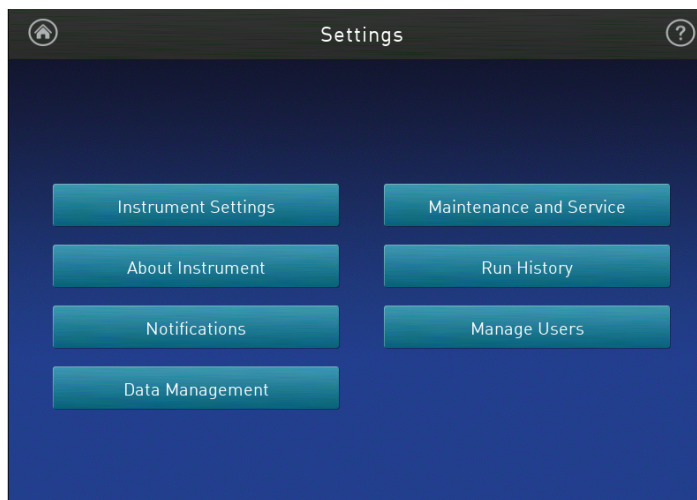 Settings
?
Instrument Settings
Maintenance and Service
About Instrument
Run History
Notifications
Manage Users
Data Management